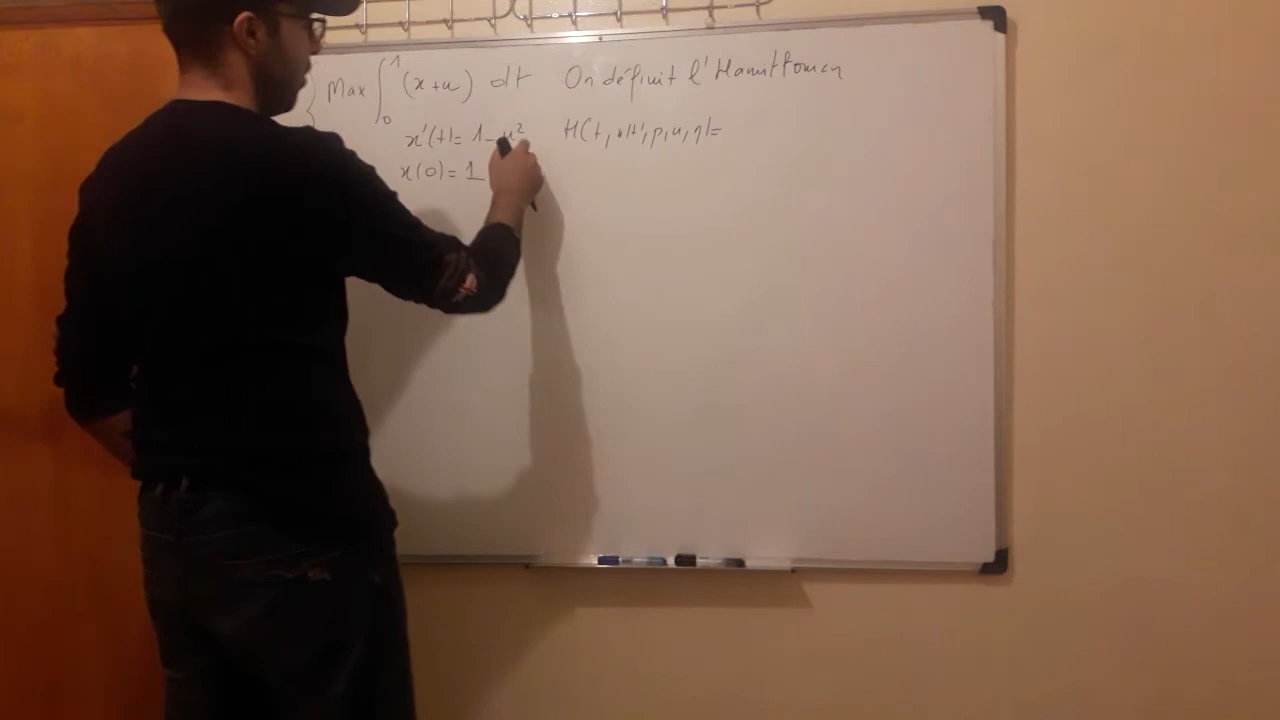 Max ∫₀¹ (x+u) dt On définit l'Hamiltonien
x'(t)= 1-u² H(t, x(t), p, u, η)=
x(0)= 1